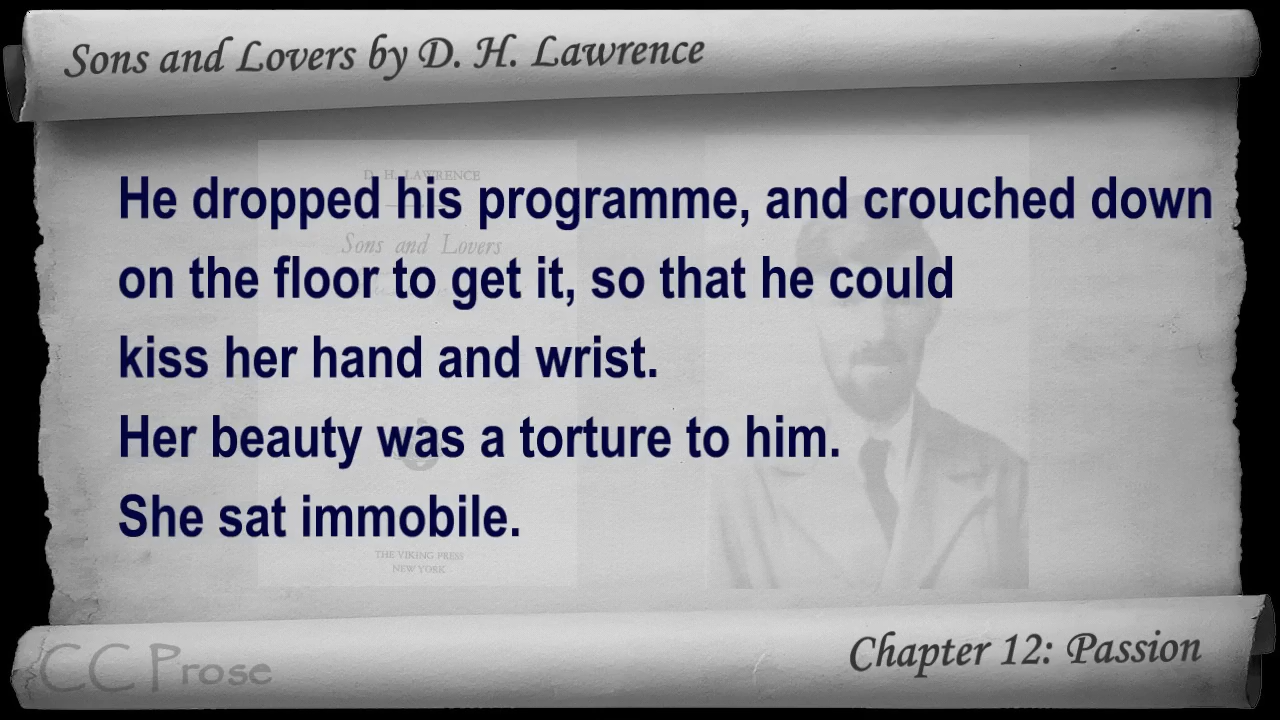 Sons and Lovers by D. H. Lawrence
D. H. LAWRENCE
He dropped his programme, and crouched down
Sons and Lovers
on the floor to get it, so that he could
kiss her hand and wrist.
Her beauty was a torture to him.
She sat immobile.
THE VIKING PRESS
NEW YORK
CC Prose
Chapter 12: Passion